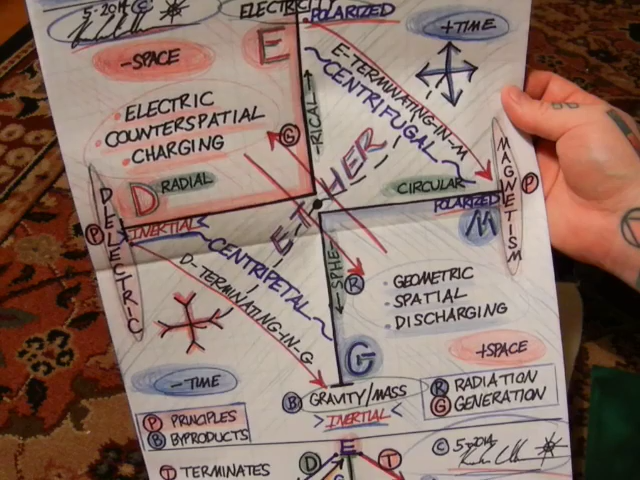 5-2014 ©
ELECTRICITY
POLARIZED
+TIME
-SPACE
E
E-TERMINATING-IN-M
CENTRIFUGAL
ELECTRIC
COUNTERSPATIAL
CHARGING
G
RICAL
ETHER
MAGNETISM
P
D
RADIAL
CIRCULAR
POLARIZED
M
P
DIELECTRIC
INERTIAL
CENTRIPETAL
D-TERMINATING-IN-G
SPHE-
R
GEOMETRIC
SPATIAL
DISCHARGING
+SPACE
-TIME
G
B GRAVITY/MASS
>INERTIAL<
R RADIATION
G GENERATION
P PRINCIPLES
B BYPRODUCTS
© 5-2014
E
D
T
T TERMINATES